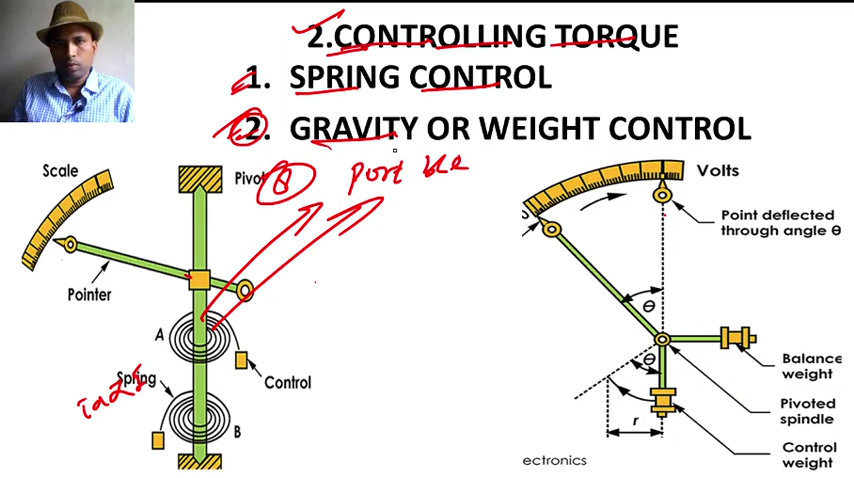 2.CONTROLLING TORQUE
1. SPRING CONTROL
2. GRAVITY OR WEIGHT CONTROL
Scale
Pivot
Volts
Point deflected
through angle θ
Pointer
θ
A
θ
Spring
Control
Balance
weight
B
r
Pivoted
spindle
Control
weight
ectronics